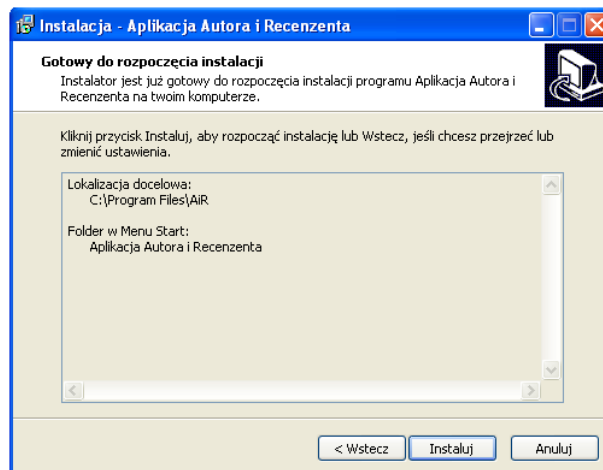 Instalacja - Aplikacja Autora i Recenzenta
Gotowy do rozpoczęcia instalacji
Instalator jest już gotowy do rozpoczęcia instalacji programu Aplikacja Autora i
Recenzenta na twoim komputerze.
Kliknij przycisk Instaluj, aby rozpocząć instalację lub Wstecz, jeśli chcesz przejrzeć lub
zmienić ustawienia.
Lokalizacja docelowa:
C:\Program Files\AiR
Folder w Menu Start:
Aplikacja Autora i Recenzenta
< Wstecz Instaluj Anuluj